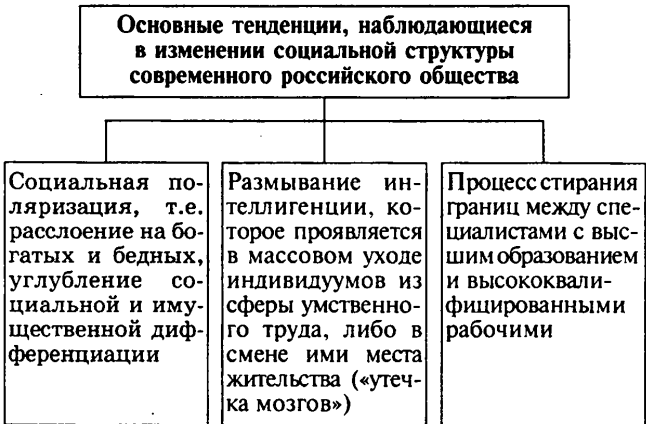 Основные тенденции, наблюдающиеся
в изменении социальной структуры
современного российского общества
Социальная по-
ляризация, т.е.
расслоение на бо-
гатых и бедных,
углубление со-
циальной и иму-
щественной диф-
ференциации
Размывание ин-
теллигенции, ко-
торое проявляется
в массовом уходе
индивидуумов из
сферы умственно-
го труда, либо в
смене ими места
жительства («утеч-
ка мозгов»)
Процесс стирания
границ между спе-
циалистами с выс-
шим образованием
и высококвали-
фицированными
рабочими